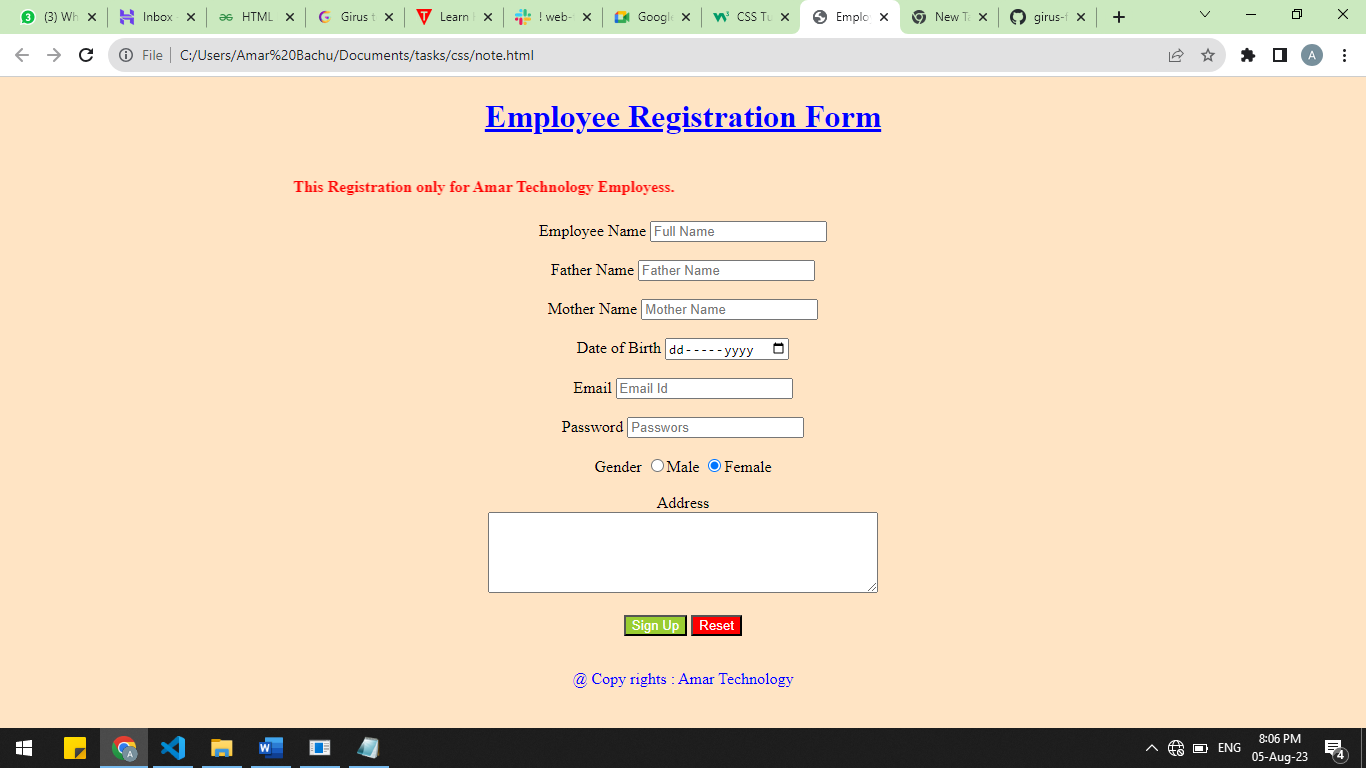 (3) Wh
Inbox
HTML
Girus t
Learn
! web-
Google
CSS Tu
Emplo
New Ta
girus-f
File
C:/Users/Amar%20Bachu/Documents/tasks/css/note.html
A
Employee Registration Form
This Registration only for Amar Technology Employess.
Employee Name Full Name
Father Name Father Name
Mother Name Mother Name
Date of Birth dd-----yyyy
Email Email Id
Password Passwors
Gender Male Female
Address
Sign Up Reset
@ Copy rights : Amar Technology
ENG
8:06 PM
05-Aug-23
4